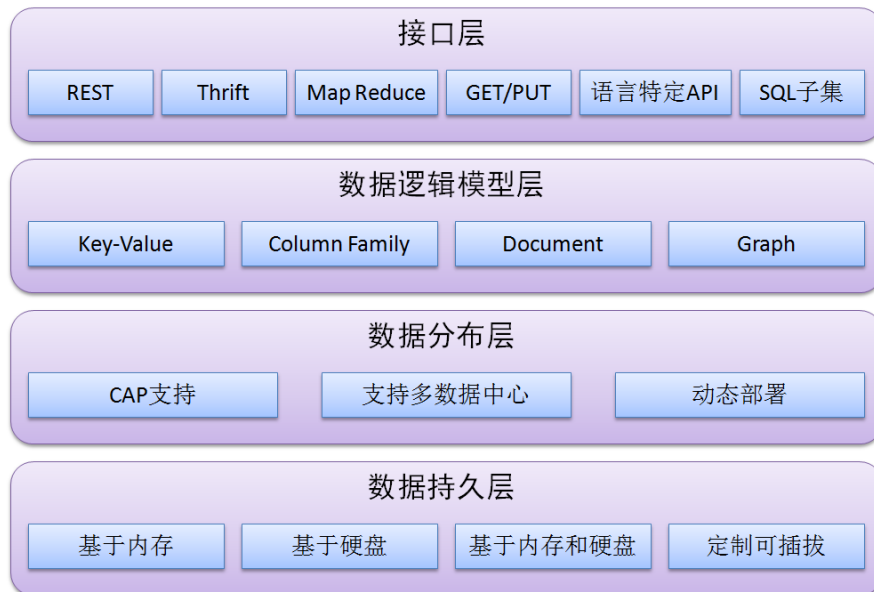 接口层
REST Thrift Map Reduce GET/PUT 语言特定API SQL子集
数据逻辑模型层
Key-Value Column Family Document Graph
数据分布层
CAP支持 支持多数据中心 动态部署
数据持久层
基于内存 基于硬盘 基于内存和硬盘 定制可插拔